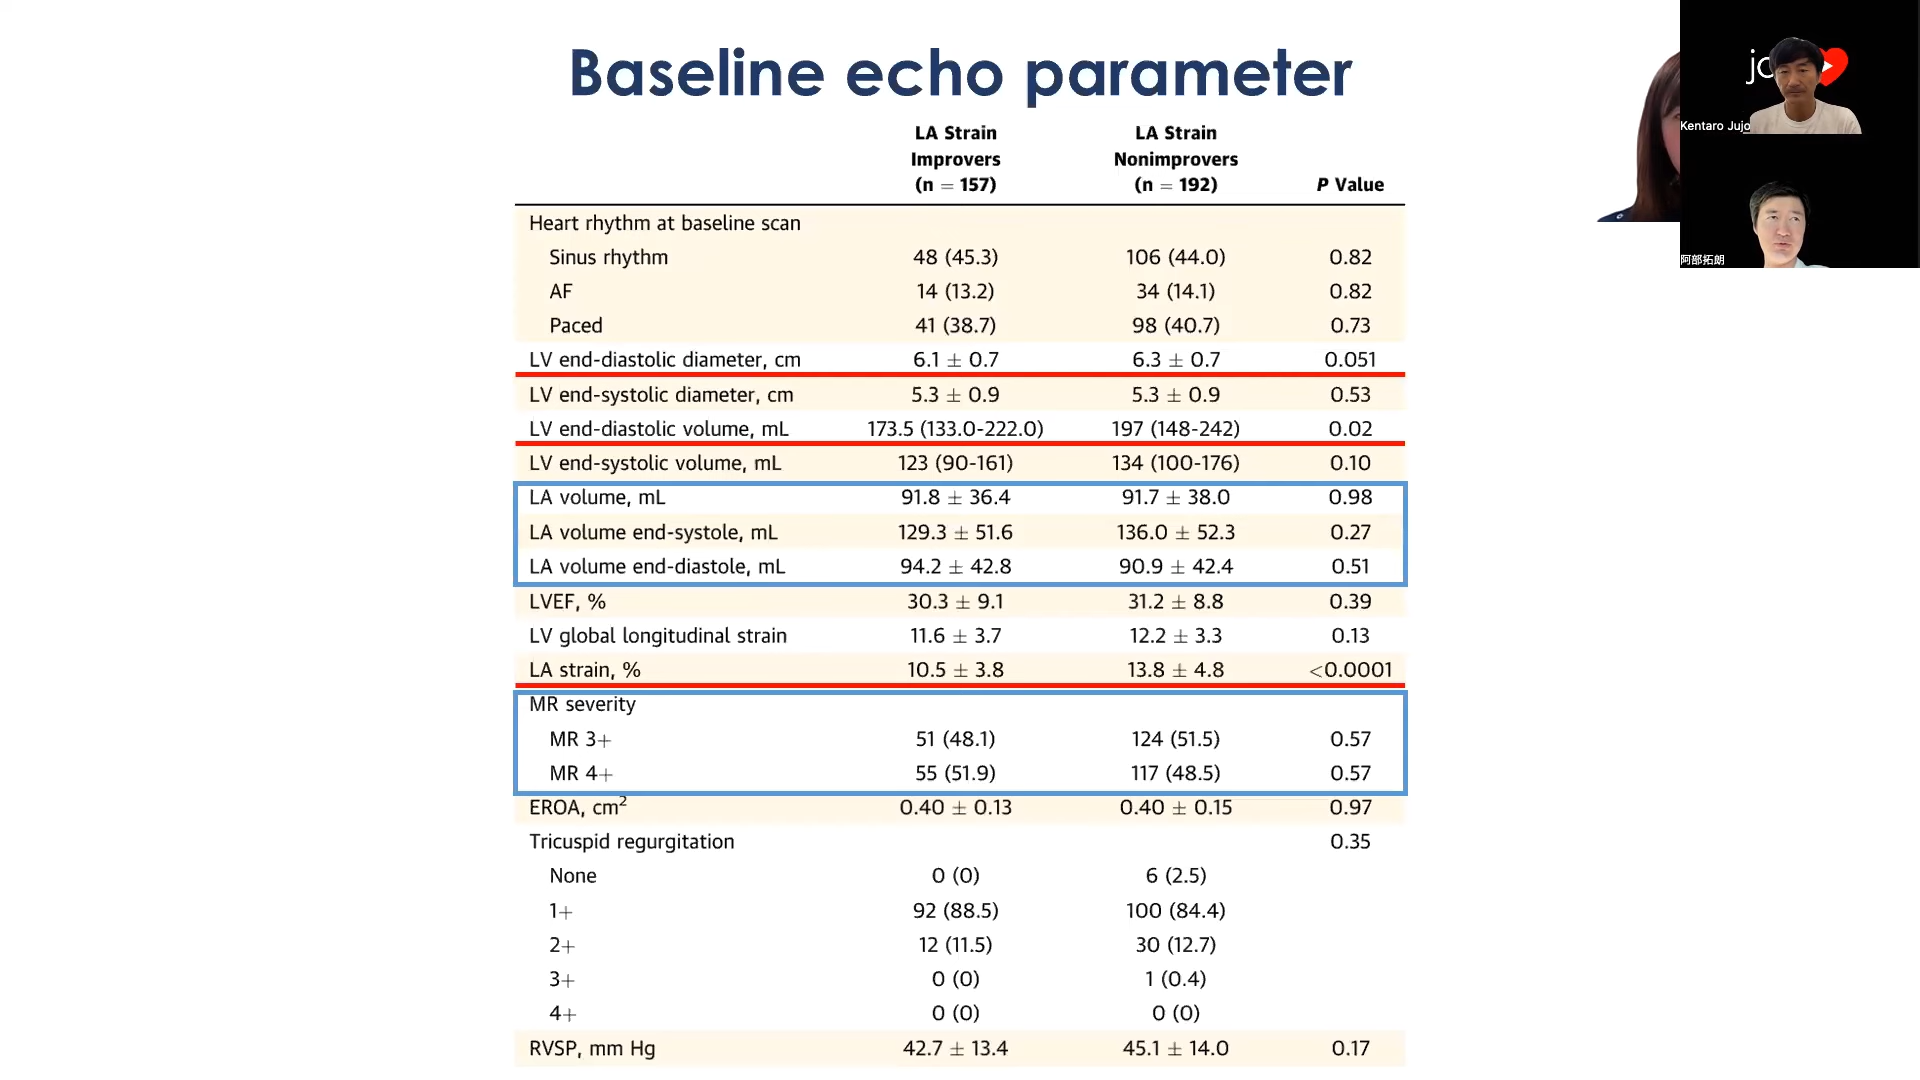 Baseline echo parameter
LA Strain Improvers (n = 157) LA Strain Nonimprovers (n = 192) P Value
Heart rhythm at baseline scan
Sinus rhythm 48 (45.3) 106 (44.0) 0.82
AF 14 (13.2) 34 (14.1) 0.82
Paced 41 (38.7) 98 (40.7) 0.73
LV end-diastolic diameter, cm 6.1 ± 0.7 6.3 ± 0.7 0.051
LV end-systolic diameter, cm 5.3 ± 0.9 5.3 ± 0.9 0.53
LV end-diastolic volume, mL 173.5 (133.0-222.0) 197 (148-242) 0.02
LV end-systolic volume, mL 123 (90-161) 134 (100-176) 0.10
LA volume, mL 91.8 ± 36.4 91.7 ± 38.0 0.98
LA volume end-systole, mL 129.3 ± 51.6 136.0 ± 52.3 0.27
LA volume end-diastole, mL 94.2 ± 42.8 90.9 ± 42.4 0.51
LVEF, % 30.3 ± 9.1 31.2 ± 8.8 0.39
LV global longitudinal strain 11.6 ± 3.7 12.2 ± 3.3 0.13
LA strain, % 10.5 ± 3.8 13.8 ± 4.8 <0.0001
MR severity
MR 3+ 51 (48.1) 124 (51.5) 0.57
MR 4+ 55 (51.9) 117 (48.5) 0.57
EROA, cm² 0.40 ± 0.13 0.40 ± 0.15 0.97
Tricuspid regurgitation 0.35
None 0 (0) 6 (2.5)
1+ 92 (88.5) 100 (84.4)
2+ 12 (11.5) 30 (12.7)
3+ 0 (0) 1 (0.4)
4+ 0 (0) 0 (0)
RVSP, mm Hg 42.7 ± 13.4 45.1 ± 14.0 0.17
Kentaro Jujo
阿部拓朗